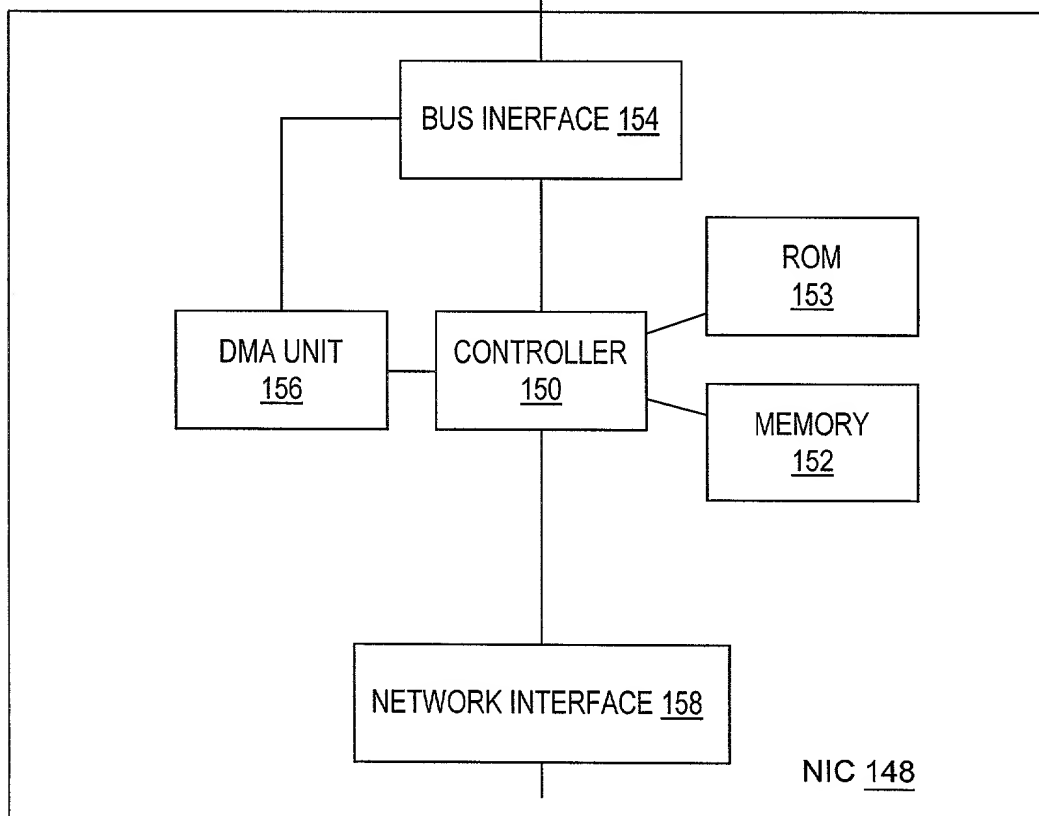 BUS INERFACE 154
ROM
153
DMA UNIT
156
CONTROLLER
150
MEMORY
152
NETWORK INTERFACE 158
NIC 148